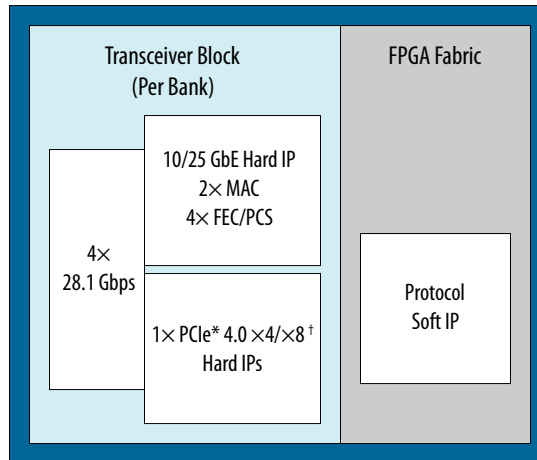 Transceiver Block
(Per Bank)
FPGA Fabric
10/25 GbE Hard IP
2× MAC
4× FEC/PCS
4×
28.1 Gbps
1× PCIe* 4.0 ×4/×8 †
Hard IPs
Protocol
Soft IP